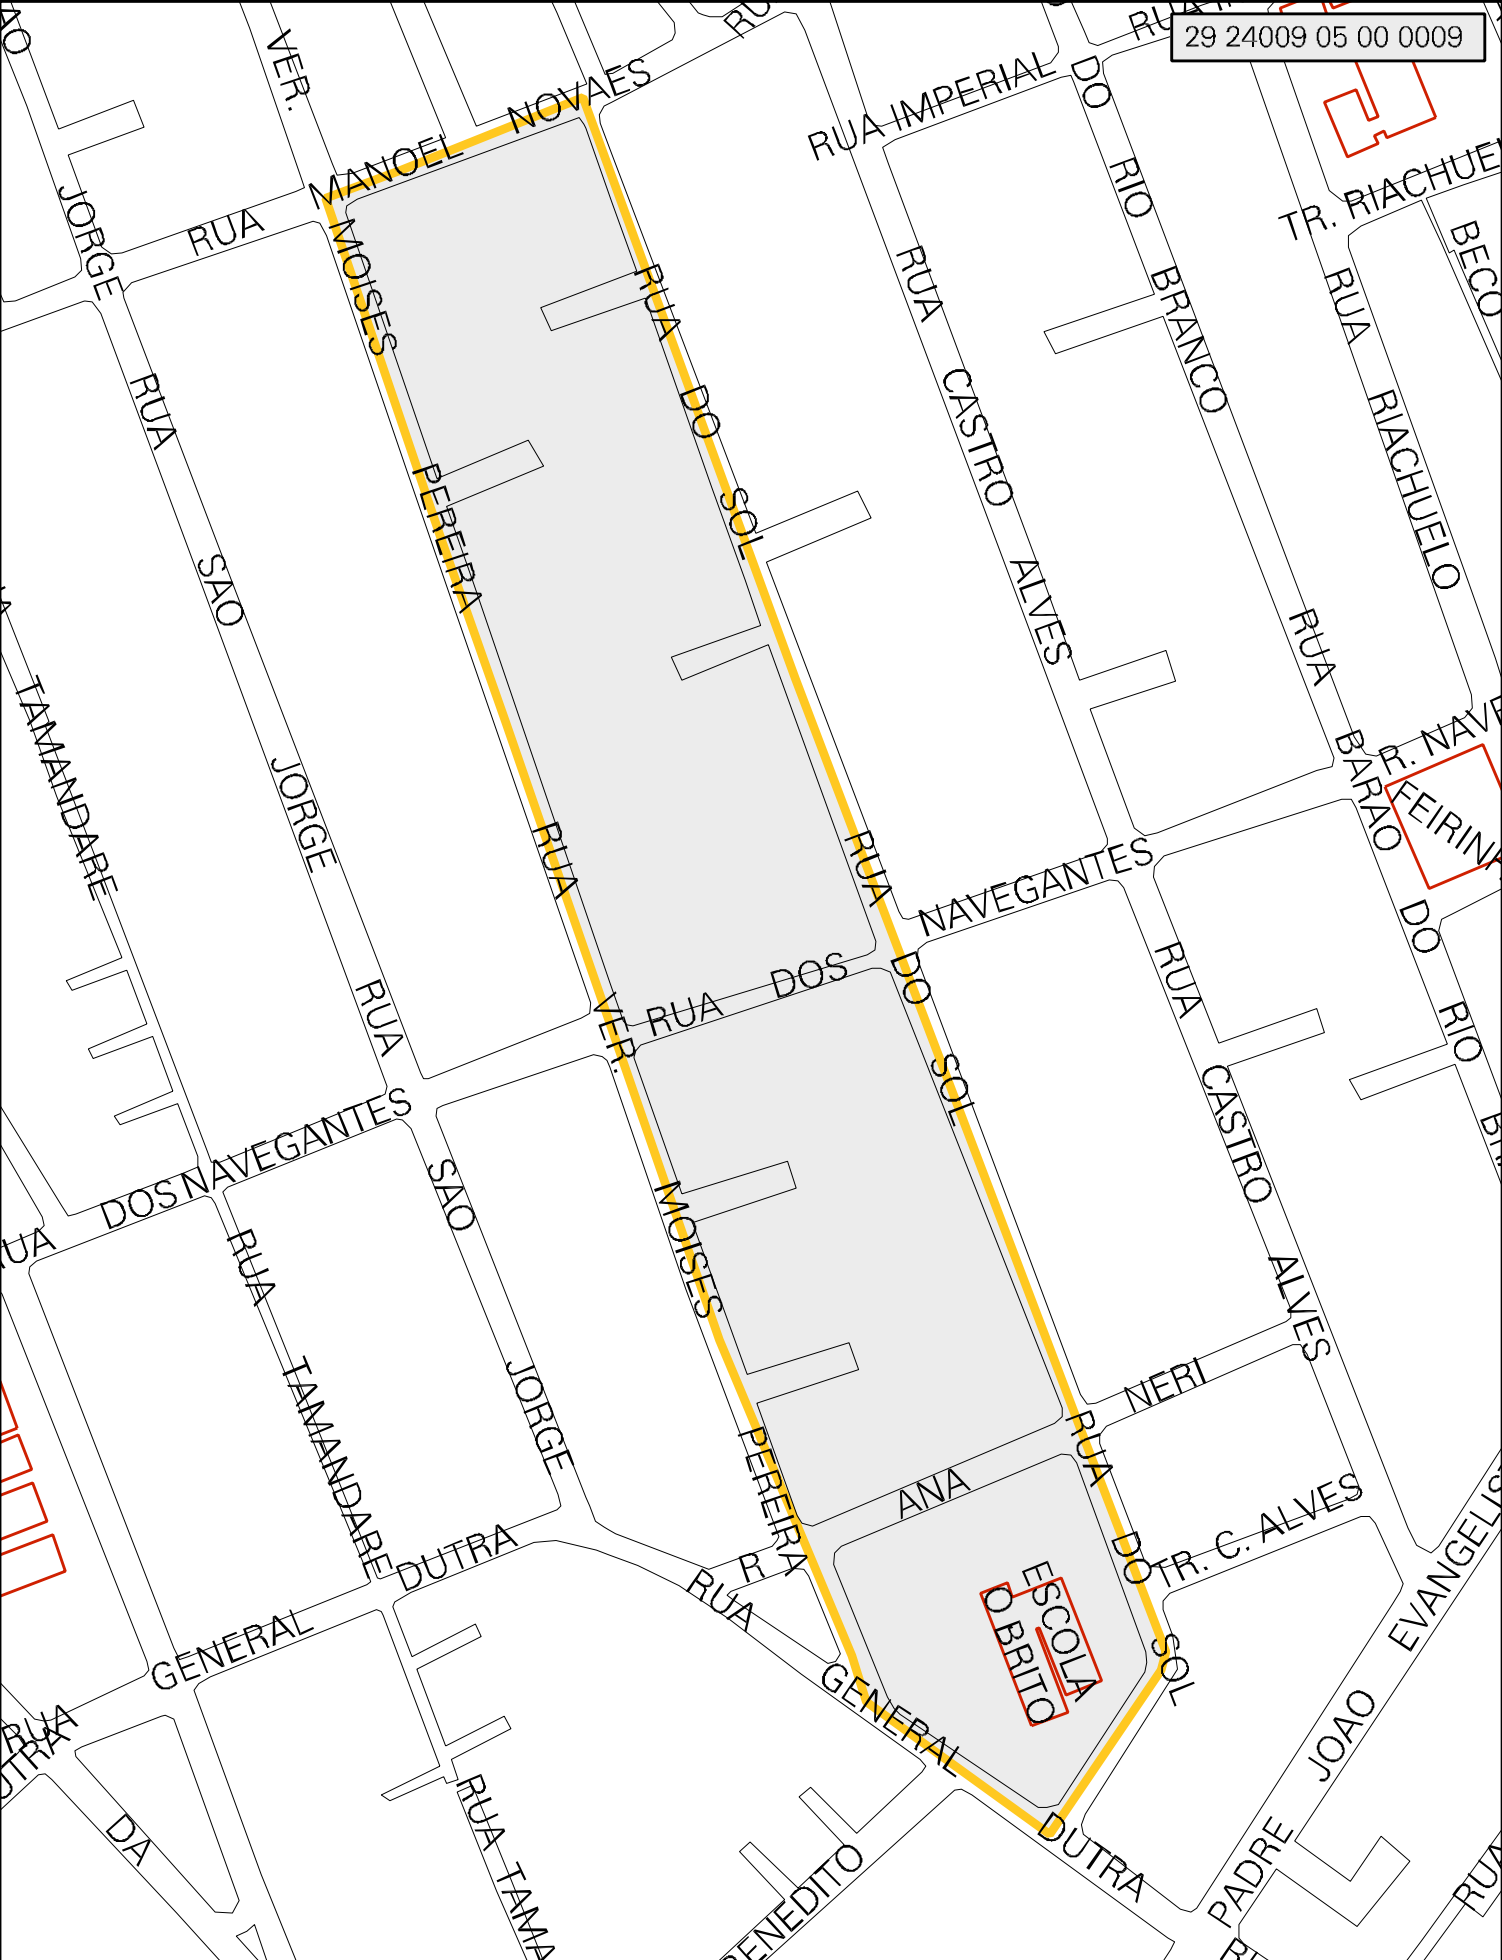 29 24009 05 00 0009
VER.
RUA IMPERIAL
DO
RIO
BRANCO
RUA
MANOEL
NOVAES
JORGE
MOISES
RUA
DO
SOL
RUA
CASTRO
ALVES
TR. RIACHUE
BECO
RUA
RIACHUELO
RUA
SAO
JORGE
RUA
PEREIRA
RUA
VER.
TAMANDARE
RUA
BARAO
DO
RIO
R. NAVE
FEIRINH
RUA
DO
SOL
NAVEGANTES
RUA DOS
RUA
CASTRO
ALVES
DOS NAVEGANTES
UA
SAO
JORGE
RUA
TAMANDARE
MOISES
PEREIRA
NERI
ANA
R
RUA
DO
SOL
TR. C. ALVES
DUTRA
GENERAL
RUA
UTRA
DA
RUA
GENERAL
DUTRA
ESCOLA
O BRITO
EVANGELIS
JOAO
PADRE
RUA
RUA TAMA
ENEDITO